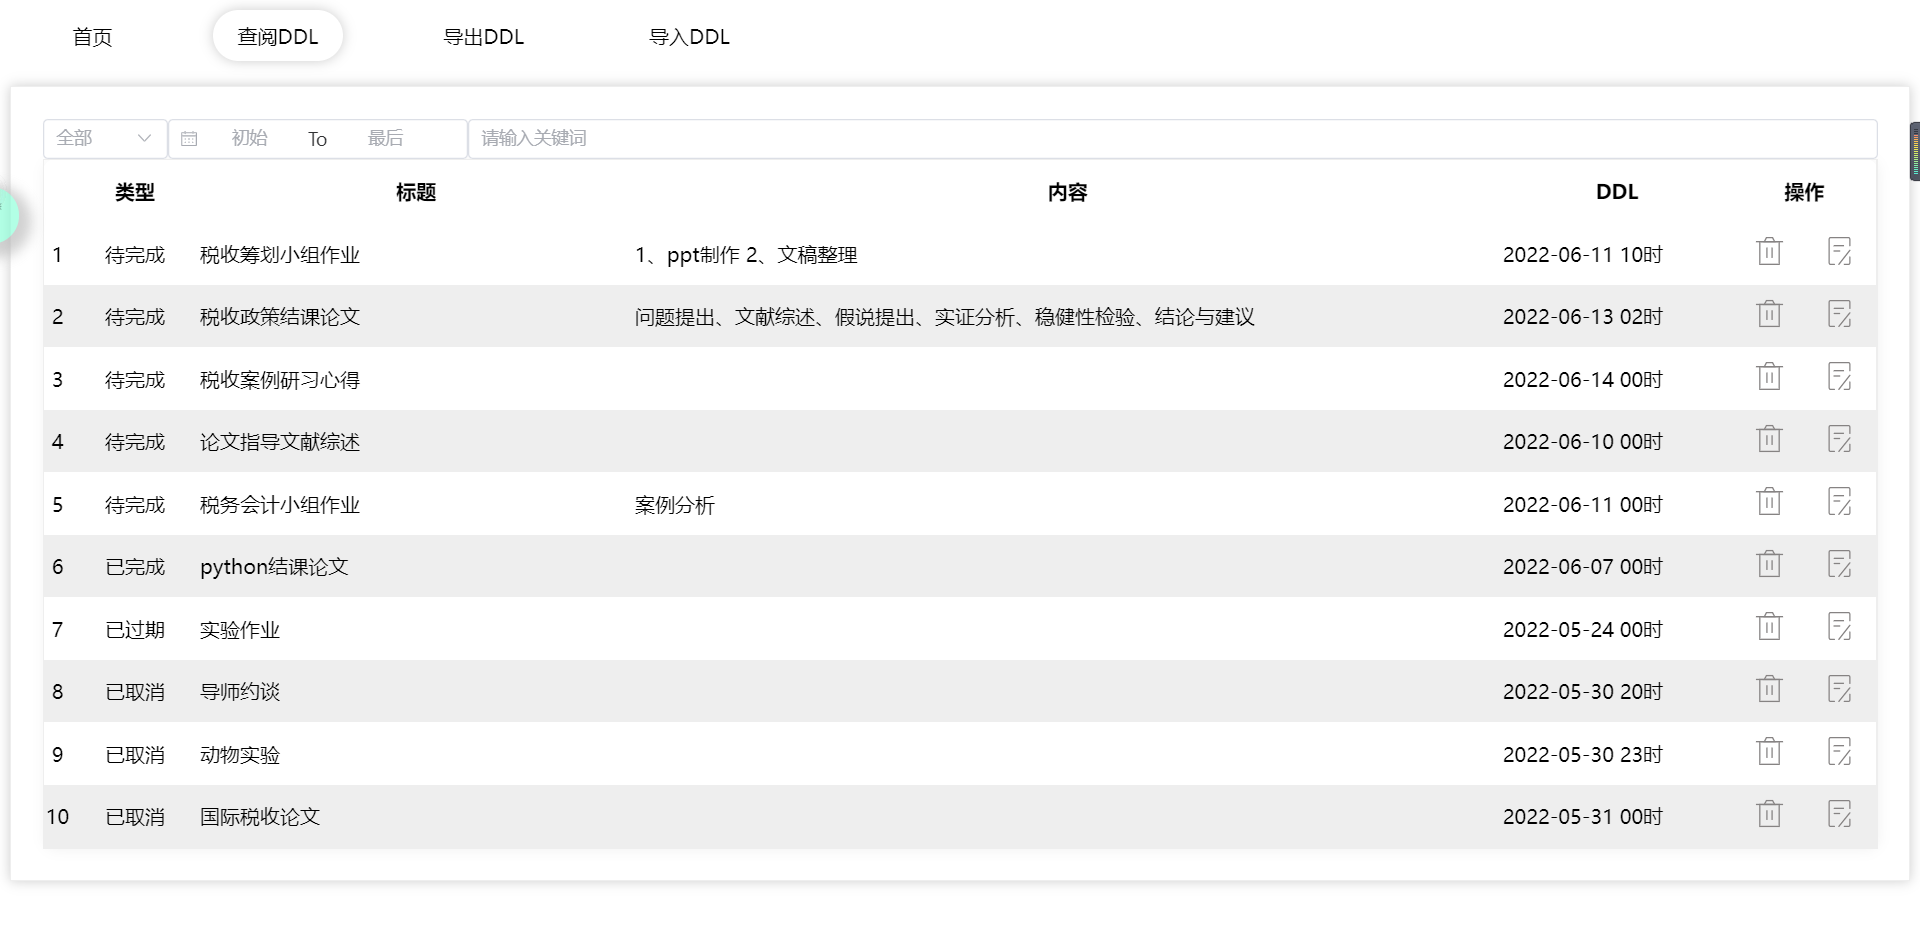 首页 查阅DDL 导出DDL 导入DDL
全部 初始 To 最后 请输入关键词
类型 标题 内容 DDL 操作
1 待完成 税收筹划小组作业 1、ppt制作 2、文稿整理 2022-06-11 10时
2 待完成 税收政策结课论文 问题提出、文献综述、假说提出、实证分析、稳健性检验、结论与建议 2022-06-13 02时
3 待完成 税收案例研习心得 2022-06-14 00时
4 待完成 论文指导文献综述 2022-06-10 00时
5 待完成 税务会计小组作业 案例分析 2022-06-11 00时
6 已完成 python结课论文 2022-06-07 00时
7 已过期 实验作业 2022-05-24 00时
8 已取消 导师约谈 2022-05-30 20时
9 已取消 动物实验 2022-05-30 23时
10 已取消 国际税收论文 2022-05-31 00时